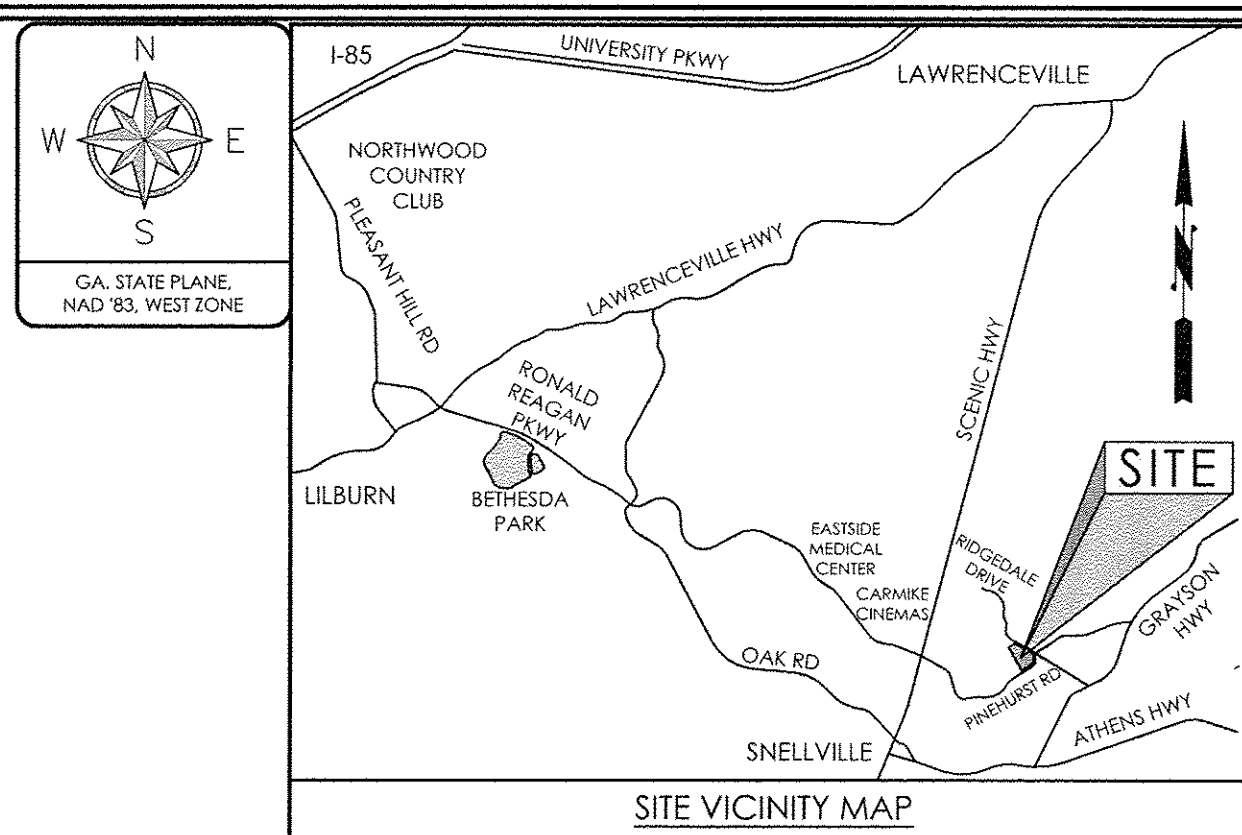 N
W
E
S
GA. STATE PLANE,
NAD '83, WEST ZONE
I-85
UNIVERSITY PKWY
LAWRENCEVILLE
NORTHWOOD
COUNTRY
CLUB
PLEASANT HILL RD
LAWRENCEVILLE HWY
N
RONALD
REAGAN
PKWY
SCENIC HWY
SITE
LILBURN
BETHESDA
PARK
EASTSIDE
MEDICAL
CENTER
CARMIKE
CINEMAS
RIDGEDALE
DRIVE
GRAYSON
HWY
OAK RD
PINEHURST RD
ATHENS HWY
SNELLVILLE
SITE VICINITY MAP